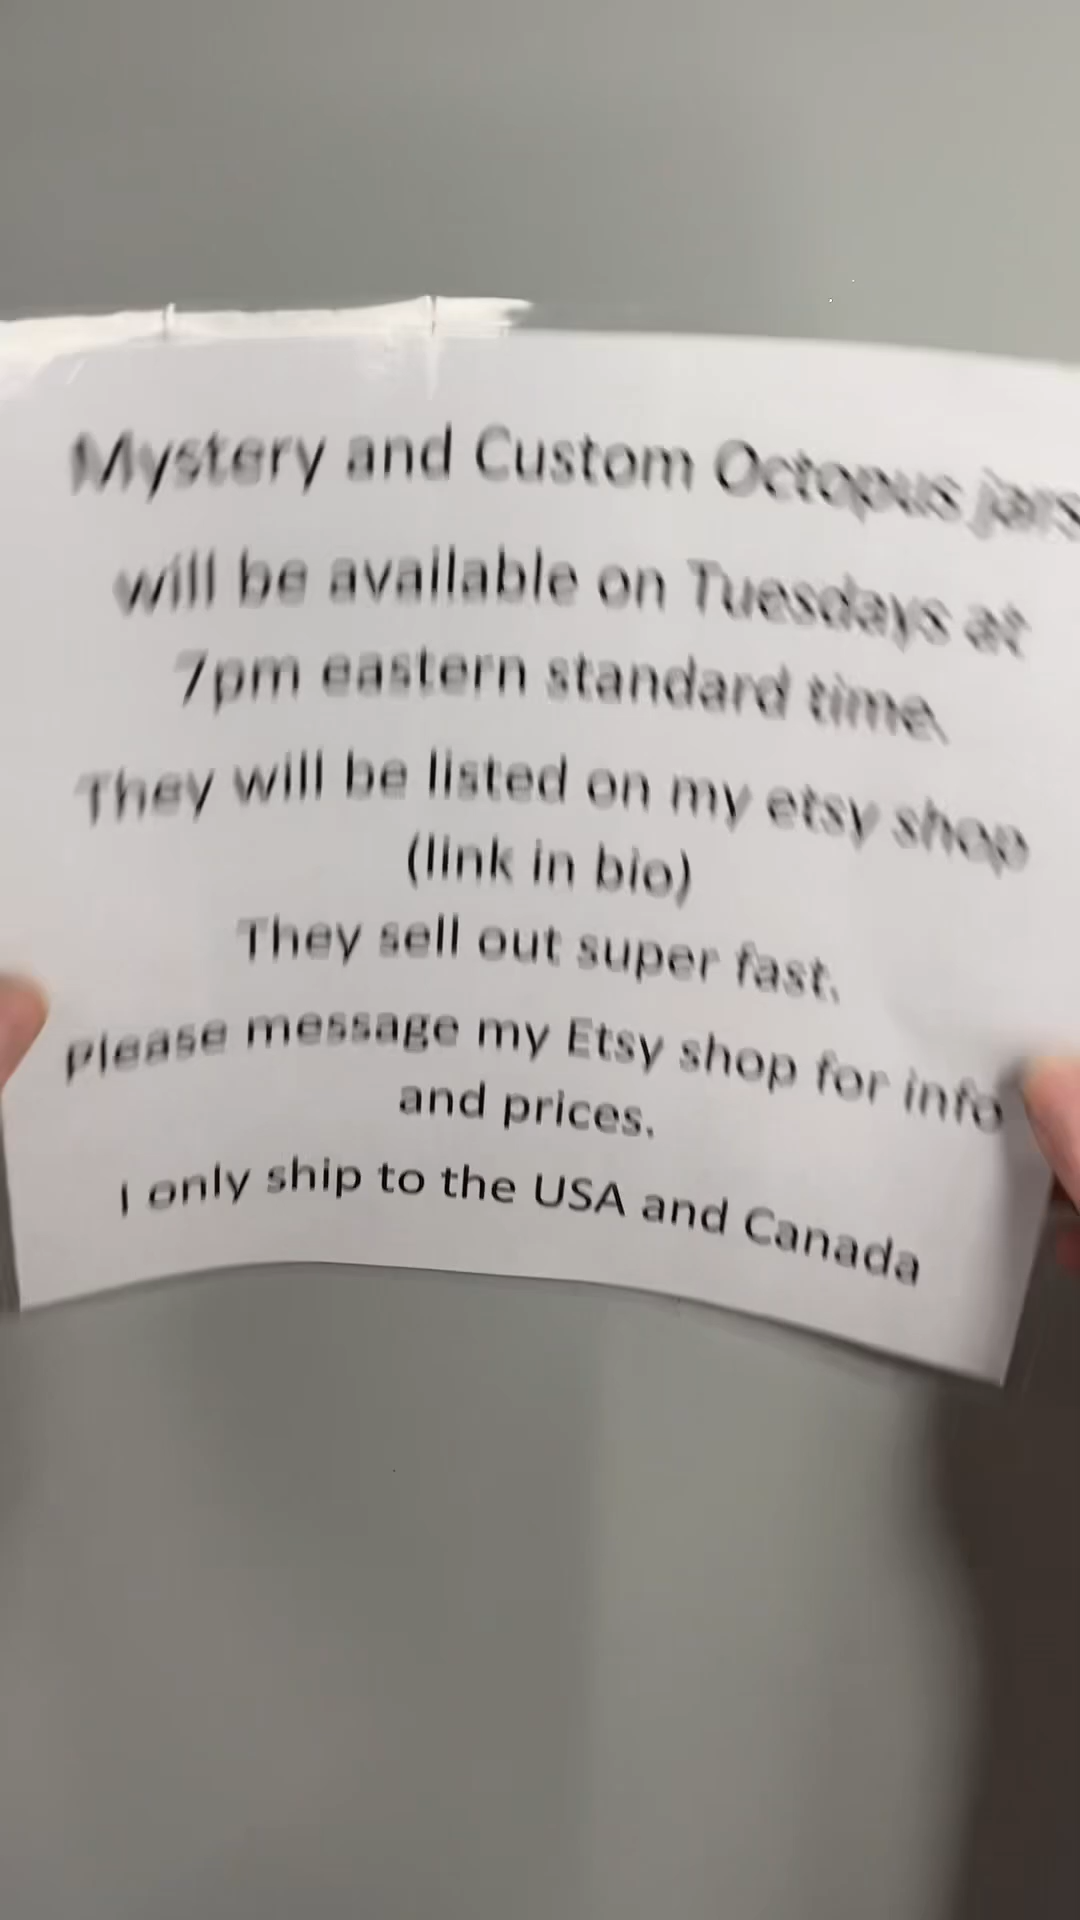 Mystery and Custom Octopus jars
will be available on Tuesdays at
7pm eastern standard time.
They will be listed on my etsy shop
(link in bio)
They sell out super fast.
Please message my Etsy shop for info
and prices.
I only ship to the USA and Canada